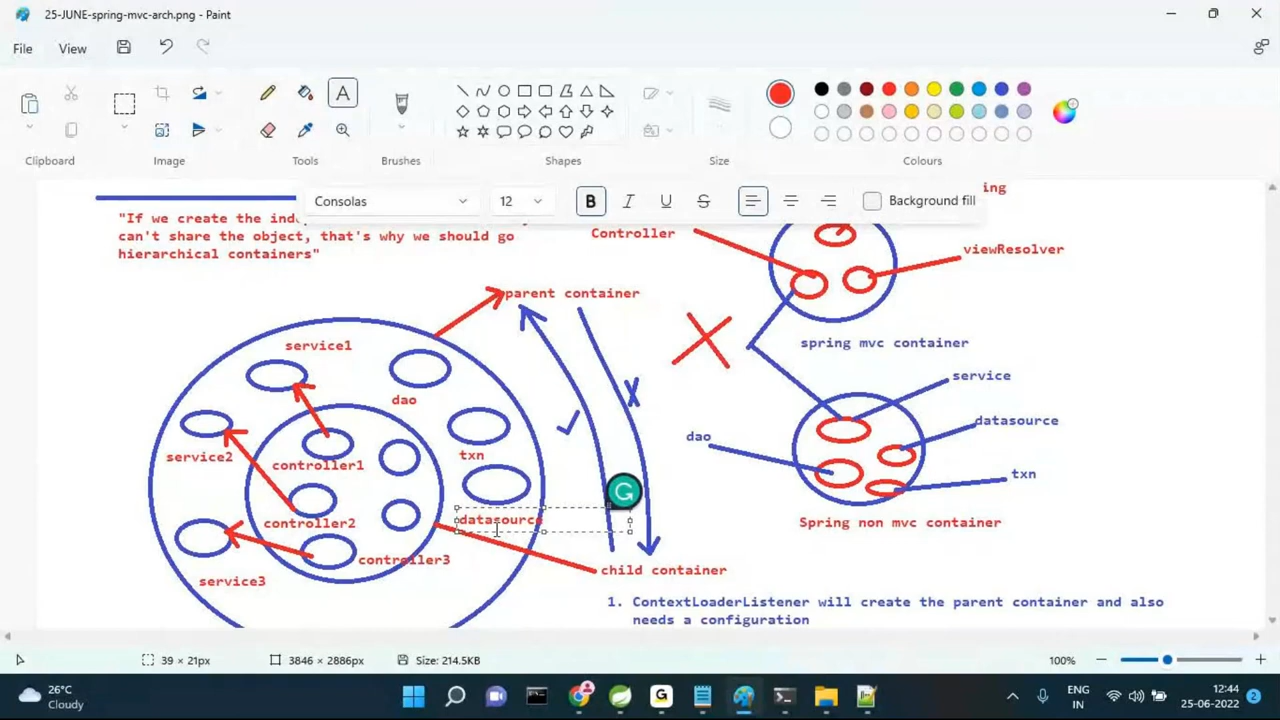 25-JUNE-spring-mvc-arch.png - Paint
File
View
Clipboard
Image
Tools
Brushes
Shapes
Size
Colours
Consolas
12
B
I
U
S
Background fill
A
ing
"If we create the
can't share the object, that's why we should go
hierarchical containers"
Controller
viewResolver
parent container
spring mvc container
service1
service
dao
datasource
dao
service2
txn
txn
controller1
G
controller2
datasource
Spring non mvc container
controller3
child container
service3
1. ContextLoaderListener will create the parent container and also
needs a configuration
39 × 21px
3846 × 2886px
Size: 214.5KB
100%
26°C
Cloudy
G
ENG
IN
12:44
25-06-2022
2